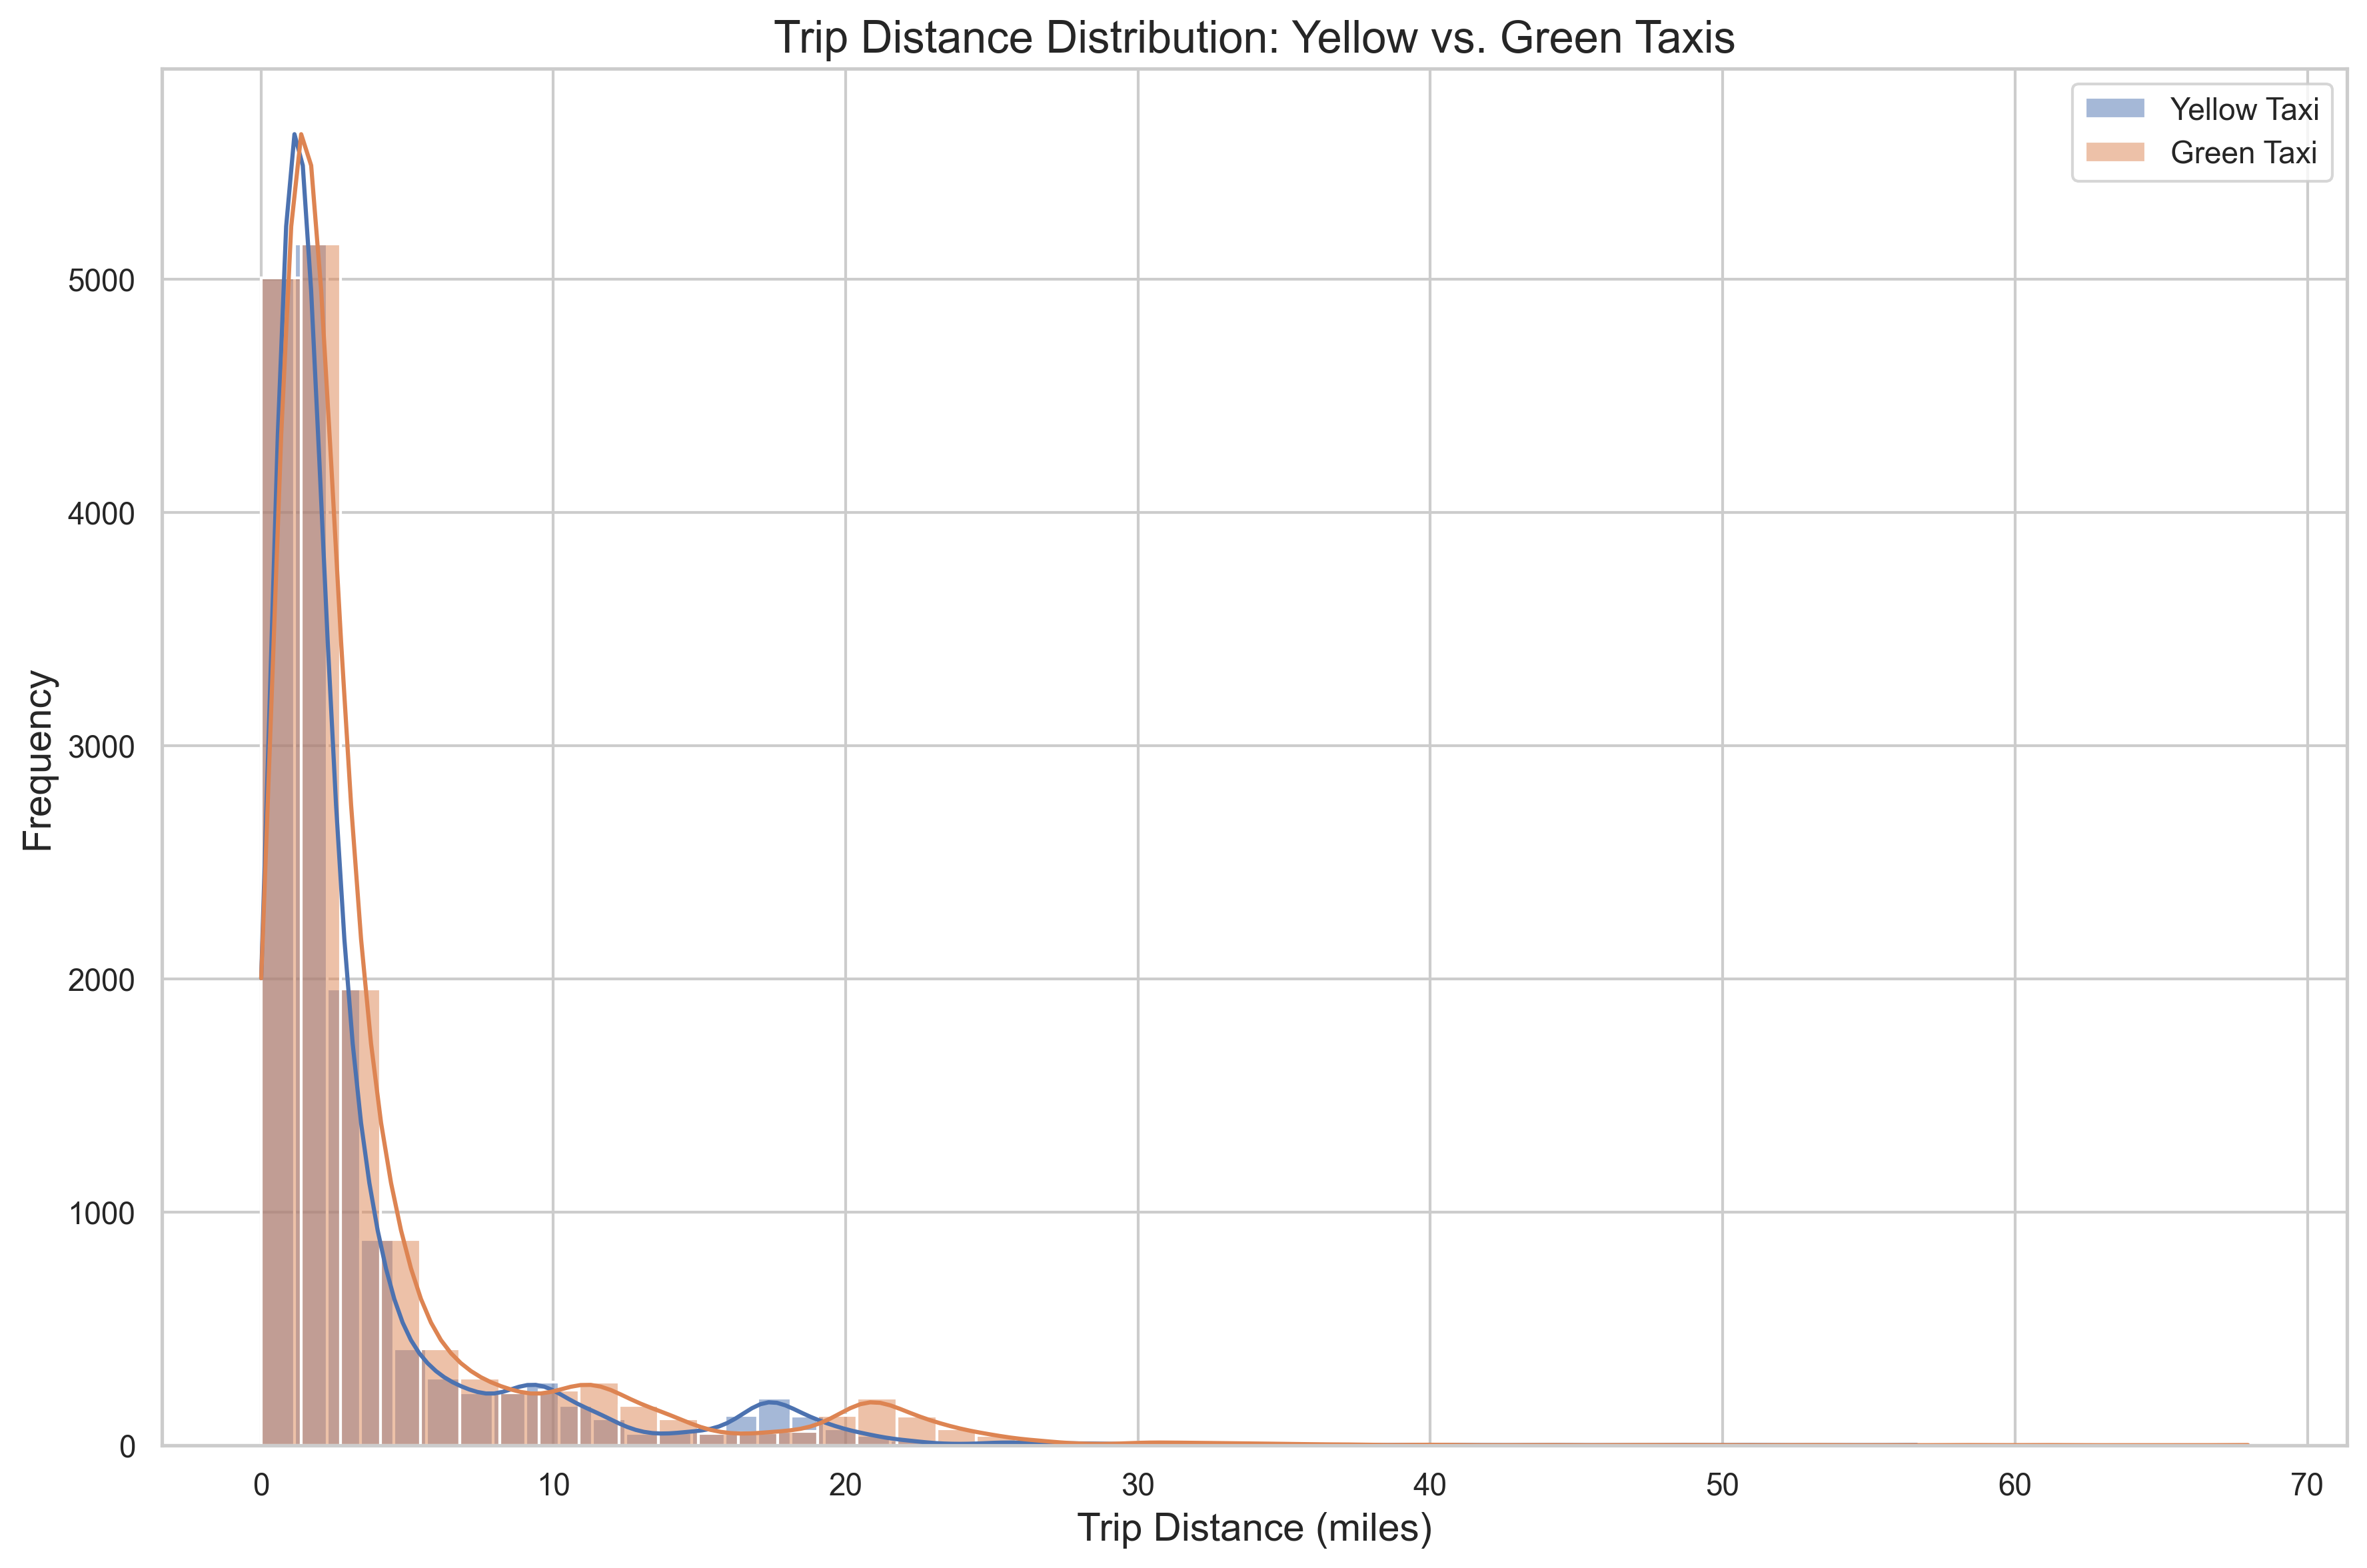 Trip Distance Distribution: Yellow vs. Green Taxis
Yellow Taxi
Green Taxi
Frequency
5000
4000
3000
2000
1000
0
0 10 20 30 40 50 60 70
Trip Distance (miles)